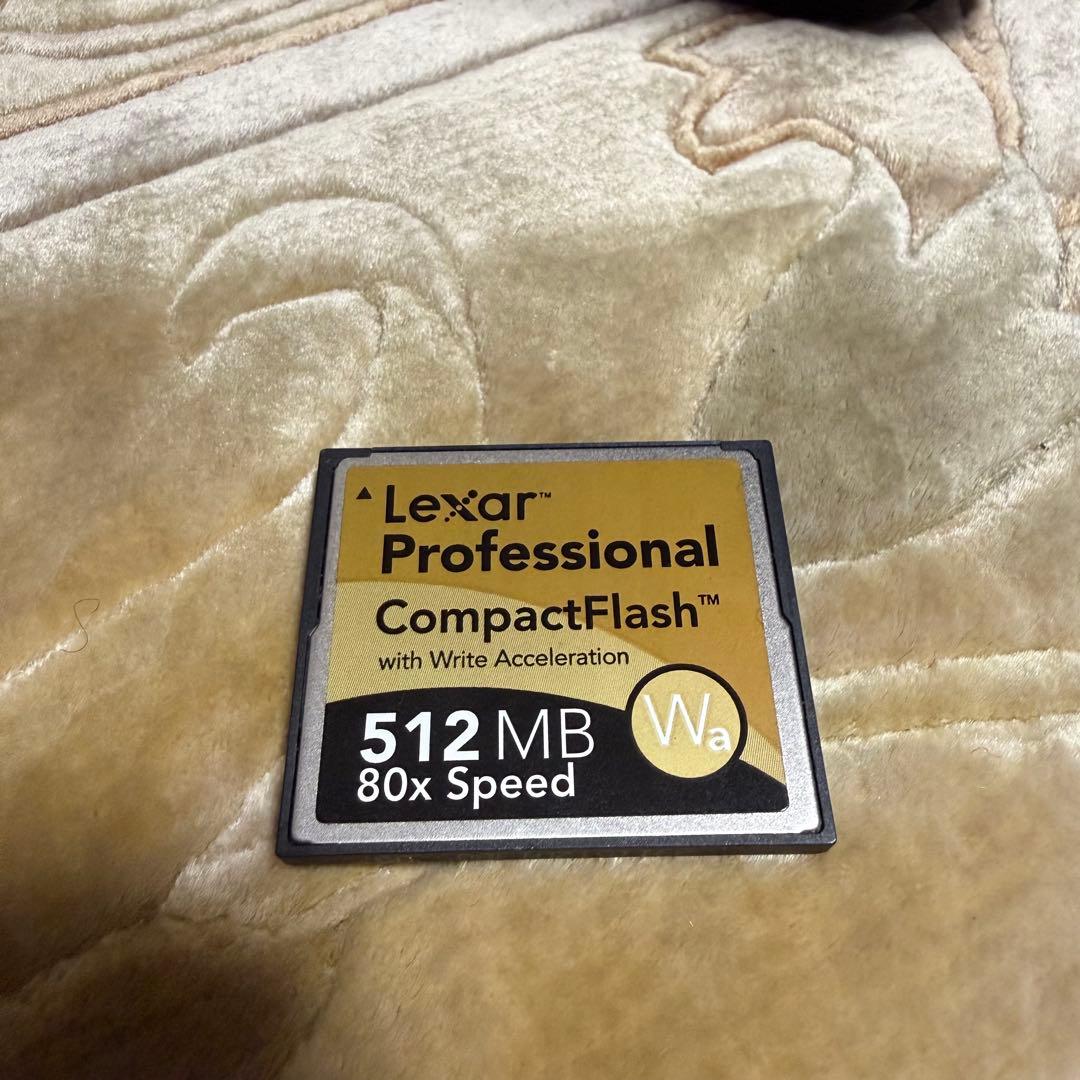 Lexar™
Professional
CompactFlash™
with Write Acceleration
Wa
512 MB
80x Speed